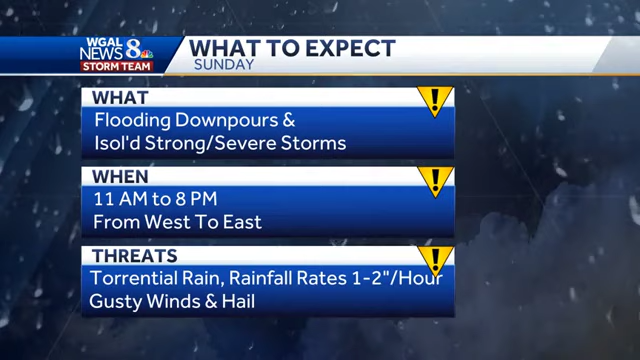 WGAL
NEWS 8
STORM TEAM
WHAT TO EXPECT
SUNDAY
WHAT
Flooding Downpours &
Isol'd Strong/Severe Storms
WHEN
11 AM to 8 PM
From West To East
THREATS
Torrential Rain, Rainfall Rates 1-2"/Hour
Gusty Winds & Hail